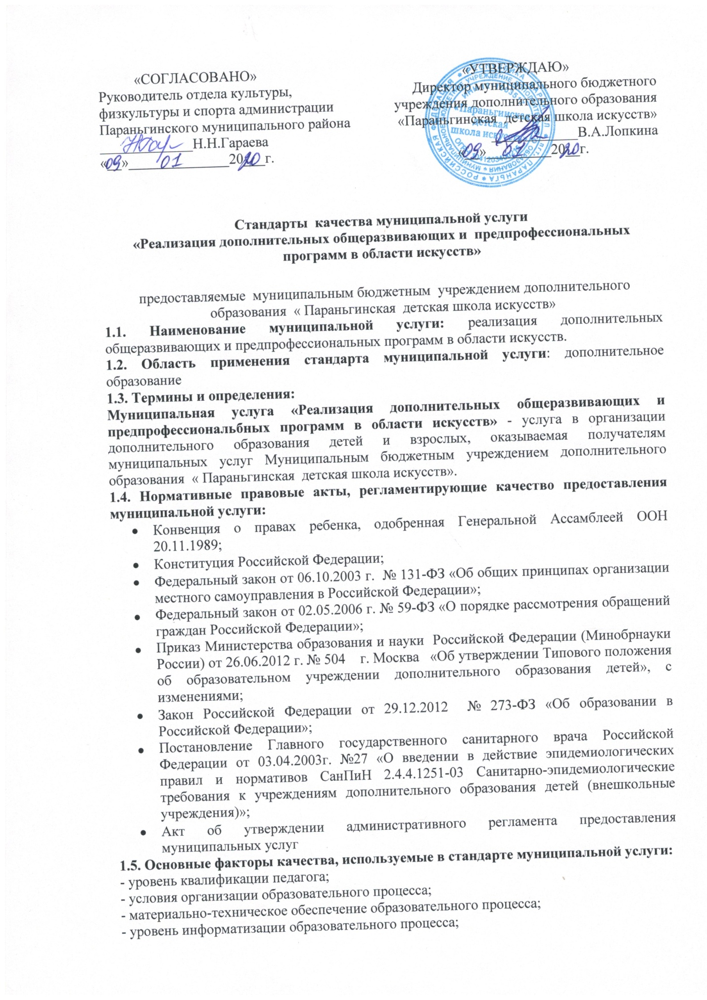 «СОГЛАСОВАНО»
Руководитель отдела культуры,
физкультуры и спорта администрации
Параньгинского муниципального района
Н.Н.Гараева
«09» 01 2020 г.
«УТВЕРЖДАЮ»
Директор муниципального бюджетного
учреждения дополнительного образования
«Параньгинская детская школа искусств»
В.А.Лопкина
«09» 01 2020 г.
«Параньгинская
детская
школа искусств»
Стандарты качества муниципальной услуги
«Реализация дополнительных общеразвивающих и предпрофессиональных
программ в области искусств»
предоставляемые муниципальным бюджетным учреждением дополнительного
образования « Параньгинская детская школа искусств»
1.1. Наименование муниципальной услуги: реализация дополнительных
общеразвивающих и предпрофессиональных программ в области искусств.
1.2. Область применения стандарта муниципальной услуги: дополнительное
образование
1.3. Термины и определения:
Муниципальная услуга «Реализация дополнительных общеразвивающих и
предпрофессиональбных программ в области искусств» - услуга в организации
дополнительного образования детей и взрослых, оказываемая получателям
муниципальных услуг Муниципальным бюджетным учреждением дополнительного
образования « Параньгинская детская школа искусств».
1.4. Нормативные правовые акты, регламентирующие качество предоставления
муниципальной услуги:
• Конвенция о правах ребенка, одобренная Генеральной Ассамблеей ООН
20.11.1989;
• Конституция Российской Федерации;
• Федеральный закон от 06.10.2003 г. № 131-ФЗ «Об общих принципах организации
местного самоуправления в Российской Федерации»;
• Федеральный закон от 02.05.2006 г. № 59-ФЗ «О порядке рассмотрения обращений
граждан Российской Федерации»;
• Приказ Министерства образования и науки Российской Федерации (Минобрнауки
России) от 26.06.2012 г. № 504 г. Москва «Об утверждении Типового положения
об образовательном учреждении дополнительного образования детей», с
изменениями;
• Закон Российской Федерации от 29.12.2012 № 273-ФЗ «Об образовании в
Российской Федерации»;
• Постановление Главного государственного санитарного врача Российской
Федерации от 03.04.2003г. №27 «О введении в действие эпидемиологических
правил и нормативов СанПиН 2.4.4.1251-03 Санитарно-эпидемиологические
требования к учреждениям дополнительного образования детей (внешкольные
учреждения)»;
• Акт об утверждении административного регламента предоставления
муниципальных услуг
1.5. Основные факторы качества, используемые в стандарте муниципальной услуги:
- уровень квалификации педагога;
- условия организации образовательного процесса;
- материально-техническое обеспечение образовательного процесса;
- уровень информатизации образовательного процесса;